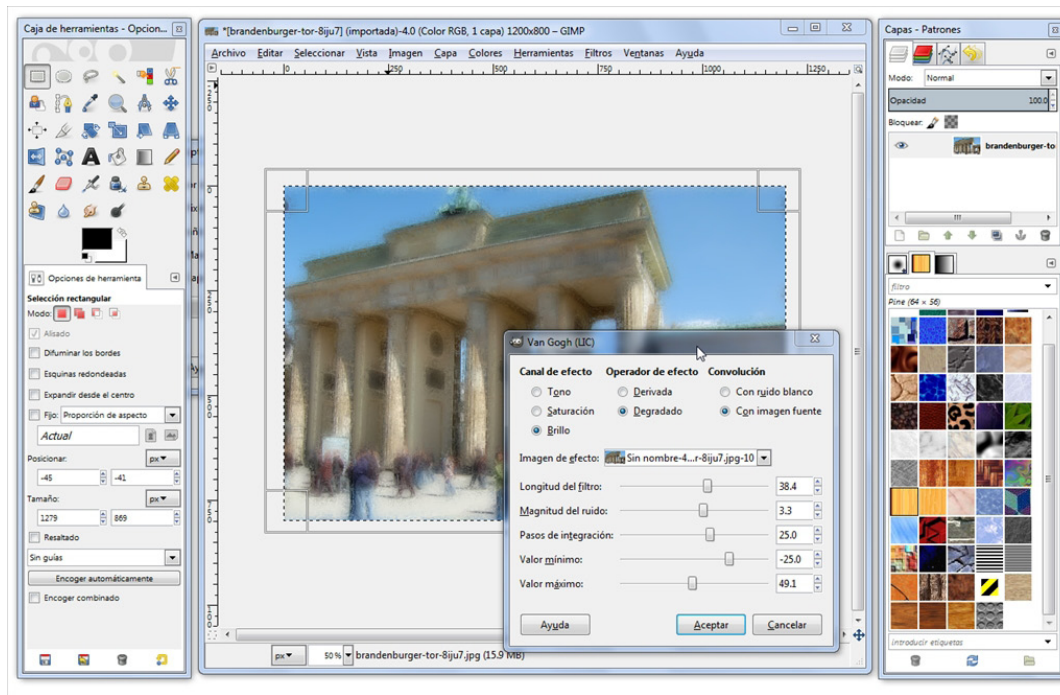 Caja de herramientas - Opcion...
Opciones de herramienta
Selección rectangular
Modo:
Alisado
Difuminar los bordes
Esquinas redondeadas
Expandir desde el centro
Fijo: Proporción de aspecto
Actual
Posicionar: px
-45 -41
Tamaño: px
1279 869
Resaltado
Sin guías
Encoger automáticamente
Encoger combinado
*[brandenburger-tor-8iju7] (importada)-4.0 (Color RGB, 1 capa) 1200x800 – GIMP
Archivo Editar Seleccionar Vista Imagen Capa Colores Herramientas Filtros Ventanas Ayuda
0 250 500 750 1000 1250
Van Gogh (LIC)
Canal de efecto Operador de efecto Convolución
Tono Derivada Con ruido blanco
Saturación Degradado Con imagen fuente
Brillo
Imagen de efecto: Sin nombre-4...r-8iju7.jpg-10
Longitud del filtro: 38.4
Magnitud del ruido: 3.3
Pasos de integración: 25.0
Valor mínimo: -25.0
Valor máximo: 49.1
Ayuda Aceptar Cancelar
px 50% brandenburger-tor-8iju7.jpg (15.9 MB)
Capas - Patrones
Modo: Normal
Opacidad 100.0
Bloquear:
brandenburger-to
filtro
Pine (64 × 56)
introducir etiquetas